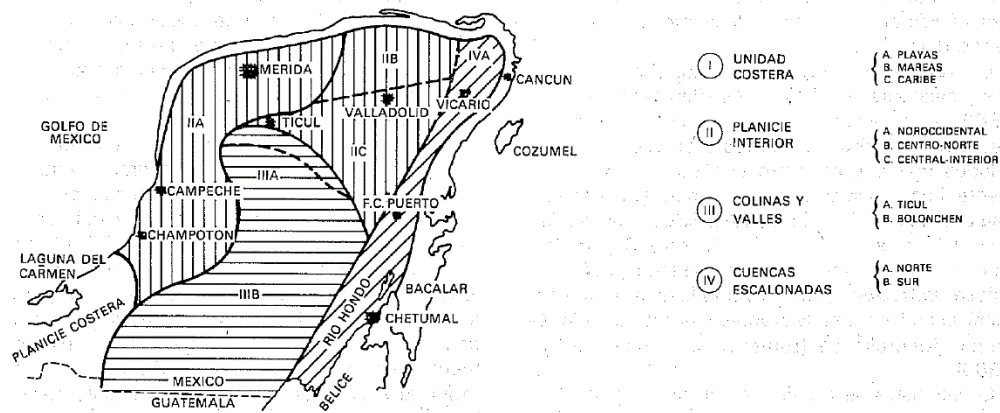 MERIDA
IIB
IVA
CANCUN
VALLADOLID
VICARIO
GOLFO DE
MEXICO
IIA
TICUL
COZUMEL
IIC
IIIA
CAMPECHE
F.C. PUERTO
CHAMPOTON
LAGUNA DEL
CARMEN
PLANICIE COSTERA
IIIB
BACALAR
RIO HONDO
CHETUMAL
MEXICO
GUATEMALA
BELICE
I UNIDAD
COSTERA
A. PLAYAS
B. MAREAS
C. CARIBE
II PLANICIE
INTERIOR
A. NOROCCIDENTAL
B. CENTRO-NORTE
C. CENTRAL-INTERIOR
III COLINAS Y
VALLES
A. TICUL
B. BOLONCHEN
IV CUENCAS
ESCALONADAS
A. NORTE
B. SUR